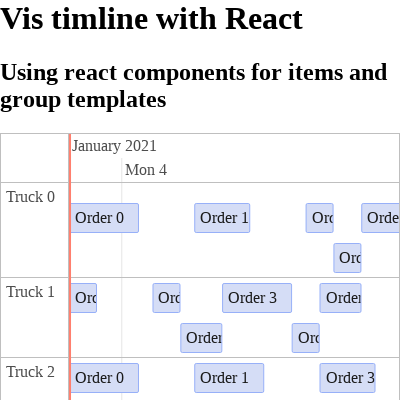 Vis timline with React
Using react components for items and
group templates
January 2021
Mon 4
Truck 0
Order 0
Order 1
Orc
Orde
Orc
Truck 1
Orc
Orc
Order 3
Order
Order
Orc
Truck 2
Order 0
Order 1
Order 3